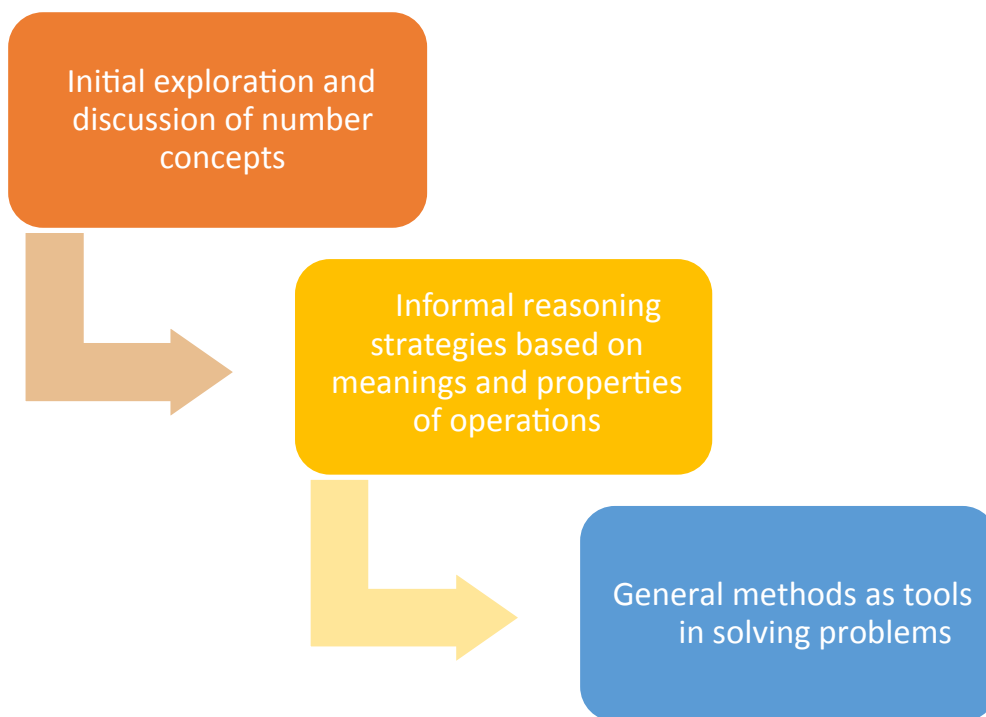 Initial exploration and
discussion of number
concepts
Informal reasoning
strategies based on
meanings and properties
of operations
General methods as tools
in solving problems